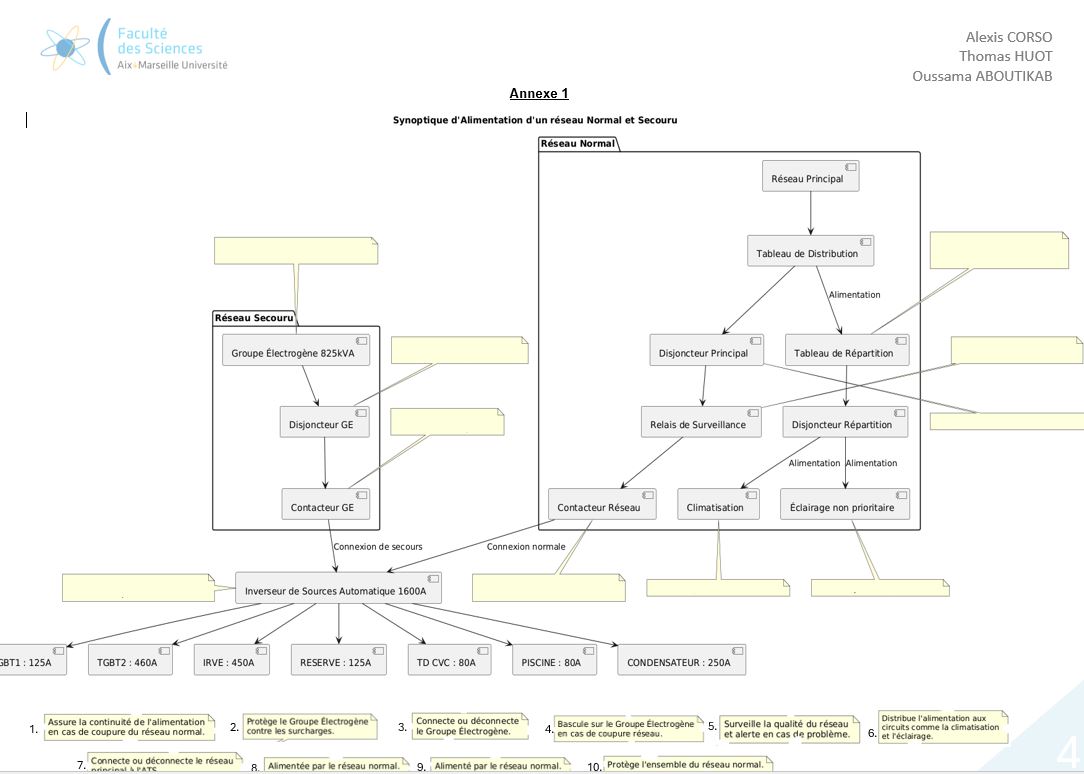 Faculté
des Sciences
Aix*Marseille Université
Alexis CORSO
Thomas HUOT
Oussama ABOUTIKAB
Annexe 1
Synoptique d'Alimentation d'un réseau Normal et Secouru
Réseau Normal
Réseau Principal
Tableau de Distribution
Alimentation
Réseau Secouru
Groupe Électrogène 825kVA
Disjoncteur Principal
Tableau de Répartition
Disjoncteur GE
Relais de Surveillance
Disjoncteur Répartition
Alimentation
Alimentation
Contacteur GE
Contacteur Réseau
Climatisation
Éclairage non prioritaire
Connexion de secours
Connexion normale
Inverseur de Sources Automatique 1600A
GBT1 : 125A
TGBT2 : 460A
IRVE : 450A
RESERVE : 125A
TD CVC : 80A
PISCINE : 80A
CONDENSATEUR : 250A
1. Assure la continuité de l'alimentation
en cas de coupure du réseau normal.
2. Protège le Groupe Électrogène
contre les surcharges.
3. Connecte ou déconnecte
le Groupe Électrogène.
4. Bascule sur le Groupe Électrogène
en cas de coupure réseau.
5. Surveille la qualité du réseau
et alerte en cas de problème.
6. Distribue l'alimentation aux
circuits comme la climatisation
et l'éclairage.
7. Connecte ou déconnecte le réseau
principal à l'ATS.
8. Alimentée par le réseau normal.
9. Alimenté par le réseau normal.
10. Protège l'ensemble du réseau normal.
4